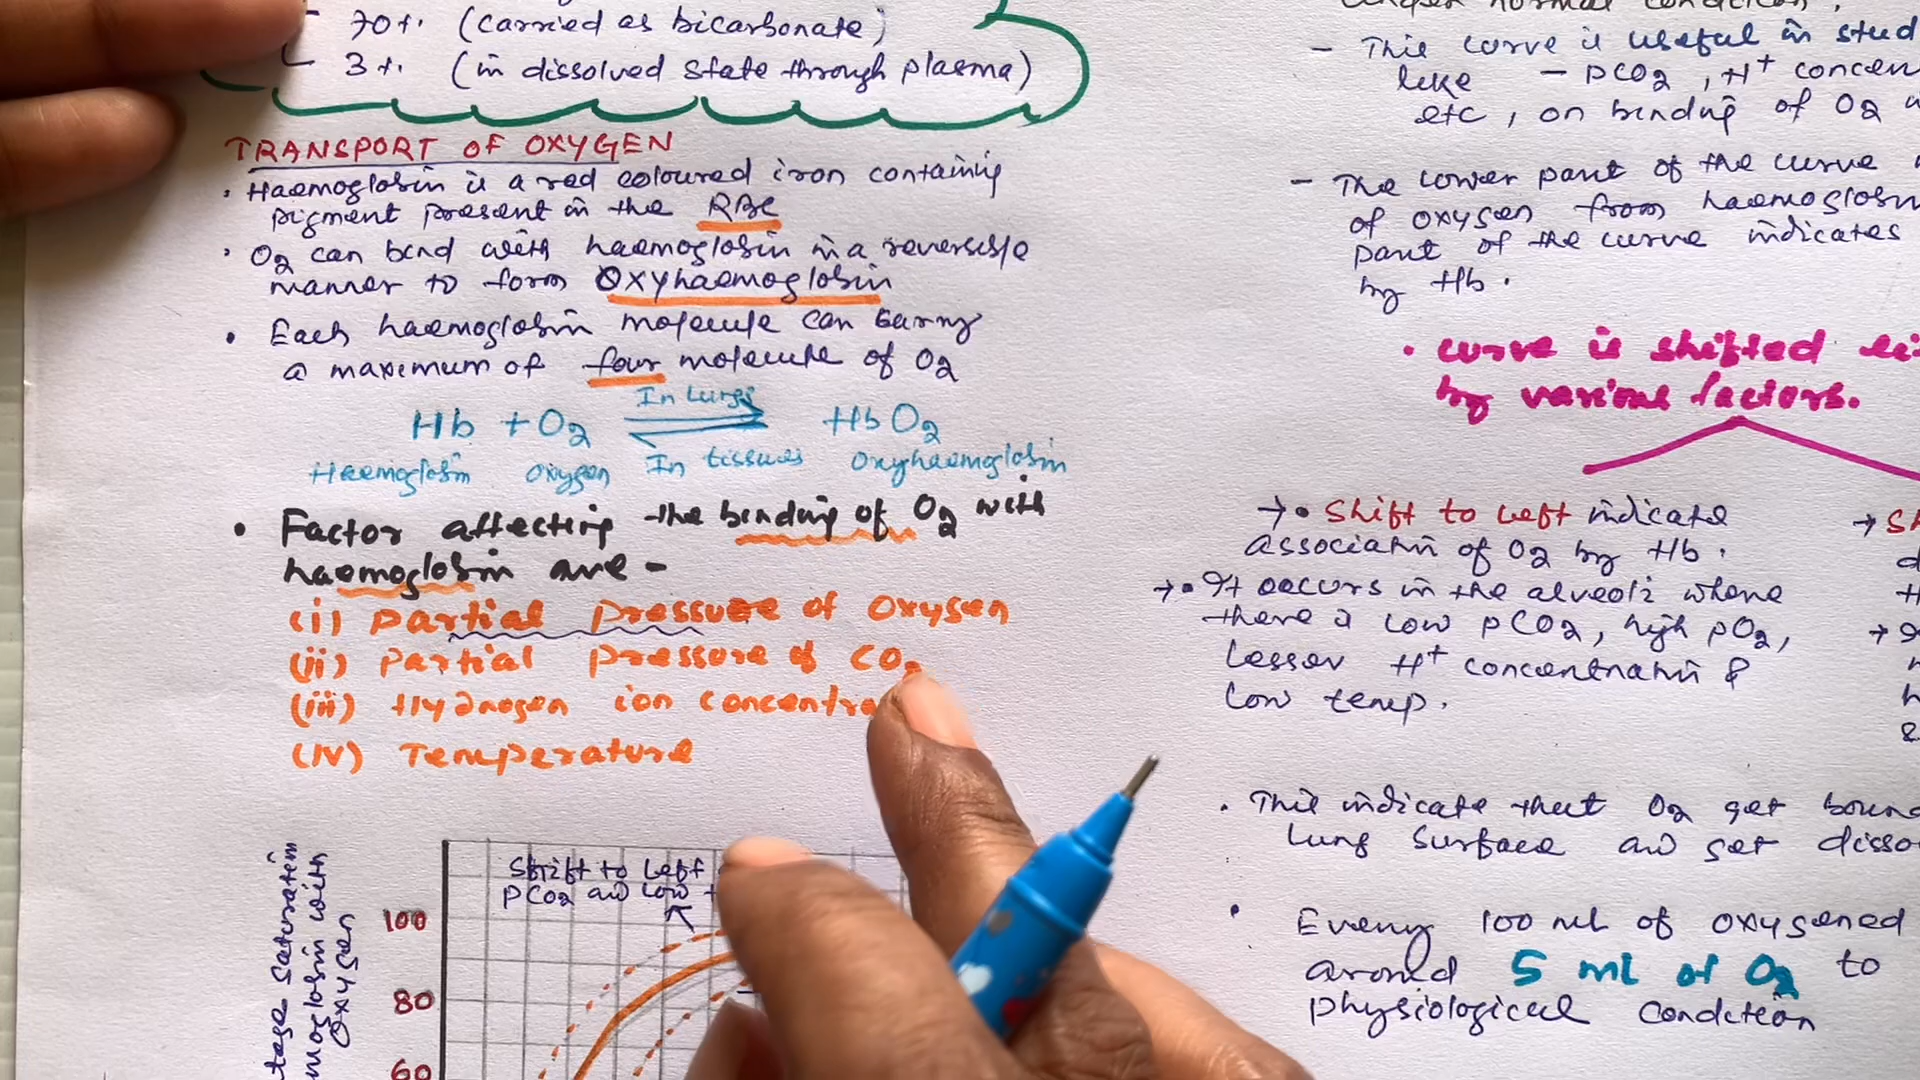 70%. (carried as bicarbonate)
3%. (in dissolved state through plasma)
TRANSPORT OF OXYGEN
• Haemoglobin is a red coloured iron containing
pigment present in the RBC
• O2 can bind with haemoglobin in a reversible
manner to form Oxyhaemoglobin
• Each haemoglobin molecule can carry
a maximum of four molecule of O2
In Lungs
Hb + O2 HbO2
In tissues
Haemoglobin oxygen Oxyhaemoglobin
• Factor affecting the binding of O2 with
haemoglobin are -
(i) Partial pressure of Oxygen
(ii) Partial pressure of CO2
(iii) Hydrogen ion concentra
(iv) Temperature
Shift to Left
pCO2 and Low
100
80
60
Oxygen
- This curve is useful in stud
like - pCO2, H+ concen
etc, on binding of O2
- The lower part of the curve
of oxygen from haemoglobin
part of the curve indicates
by Hb.
• curve is shifted
by various factors.
→ • Shift to Left indicate
associatin of O2 by Hb.
→ • It occurs in the alveoli where
there is low pCO2, high pO2,
Lesser H+ concentratin &
Low temp.
• This indicate that O2 get boun
Lung Surface and get disso
• Every 100 ml of oxygened
around 5 ml of O2 to
physiological condition